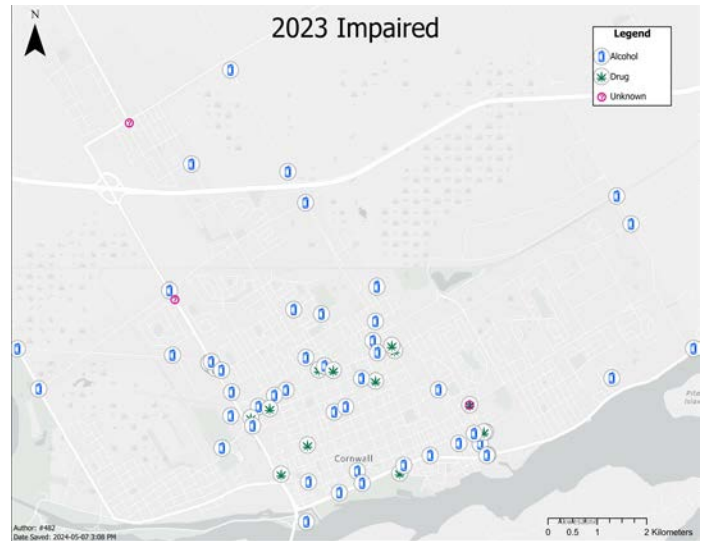 N
2023 Impaired
Legend
Alcohol
Drug
Unknown
Cornwall
0 0.5 1 2 Kilometers
Author: #482
Date Saved: 2024-05-07 3:08 PM